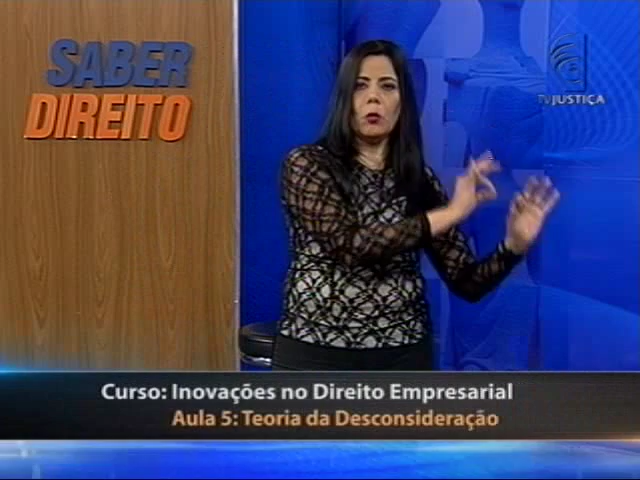 SABER
DIREITO
TV JUSTIÇA
Curso: Inovações no Direito Empresarial
Aula 5: Teoria da Desconsideração